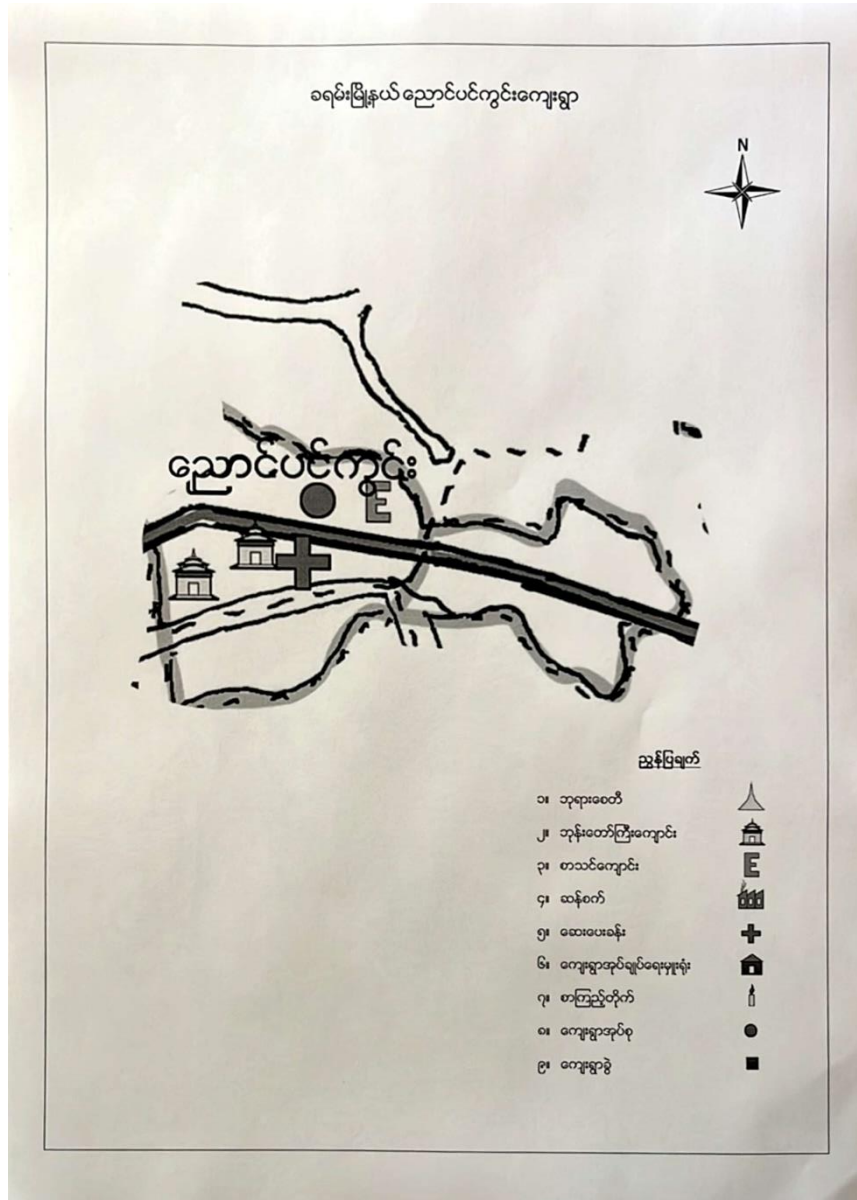 ခရမ်းမြို့နယ် ညောင်ပင်ကွင်းကျေးရွာ
N
ညောင်ပင်ကွင်း
E
ညွှန်ပြချက်
၁။ ဘုရားစေတီ
၂။ ဘုန်းတော်ကြီးကျောင်း
၃။ စာသင်ကျောင်း E
၄။ ဆန်စက်
၅။ ဆေးပေးခန်း
၆။ ကျေးရွာအုပ်ချုပ်ရေးမှူးရုံး
၇။ စာကြည့်တိုက်
၈။ ကျေးရွာအုပ်စု
၉။ ကျေးရွာခွဲ